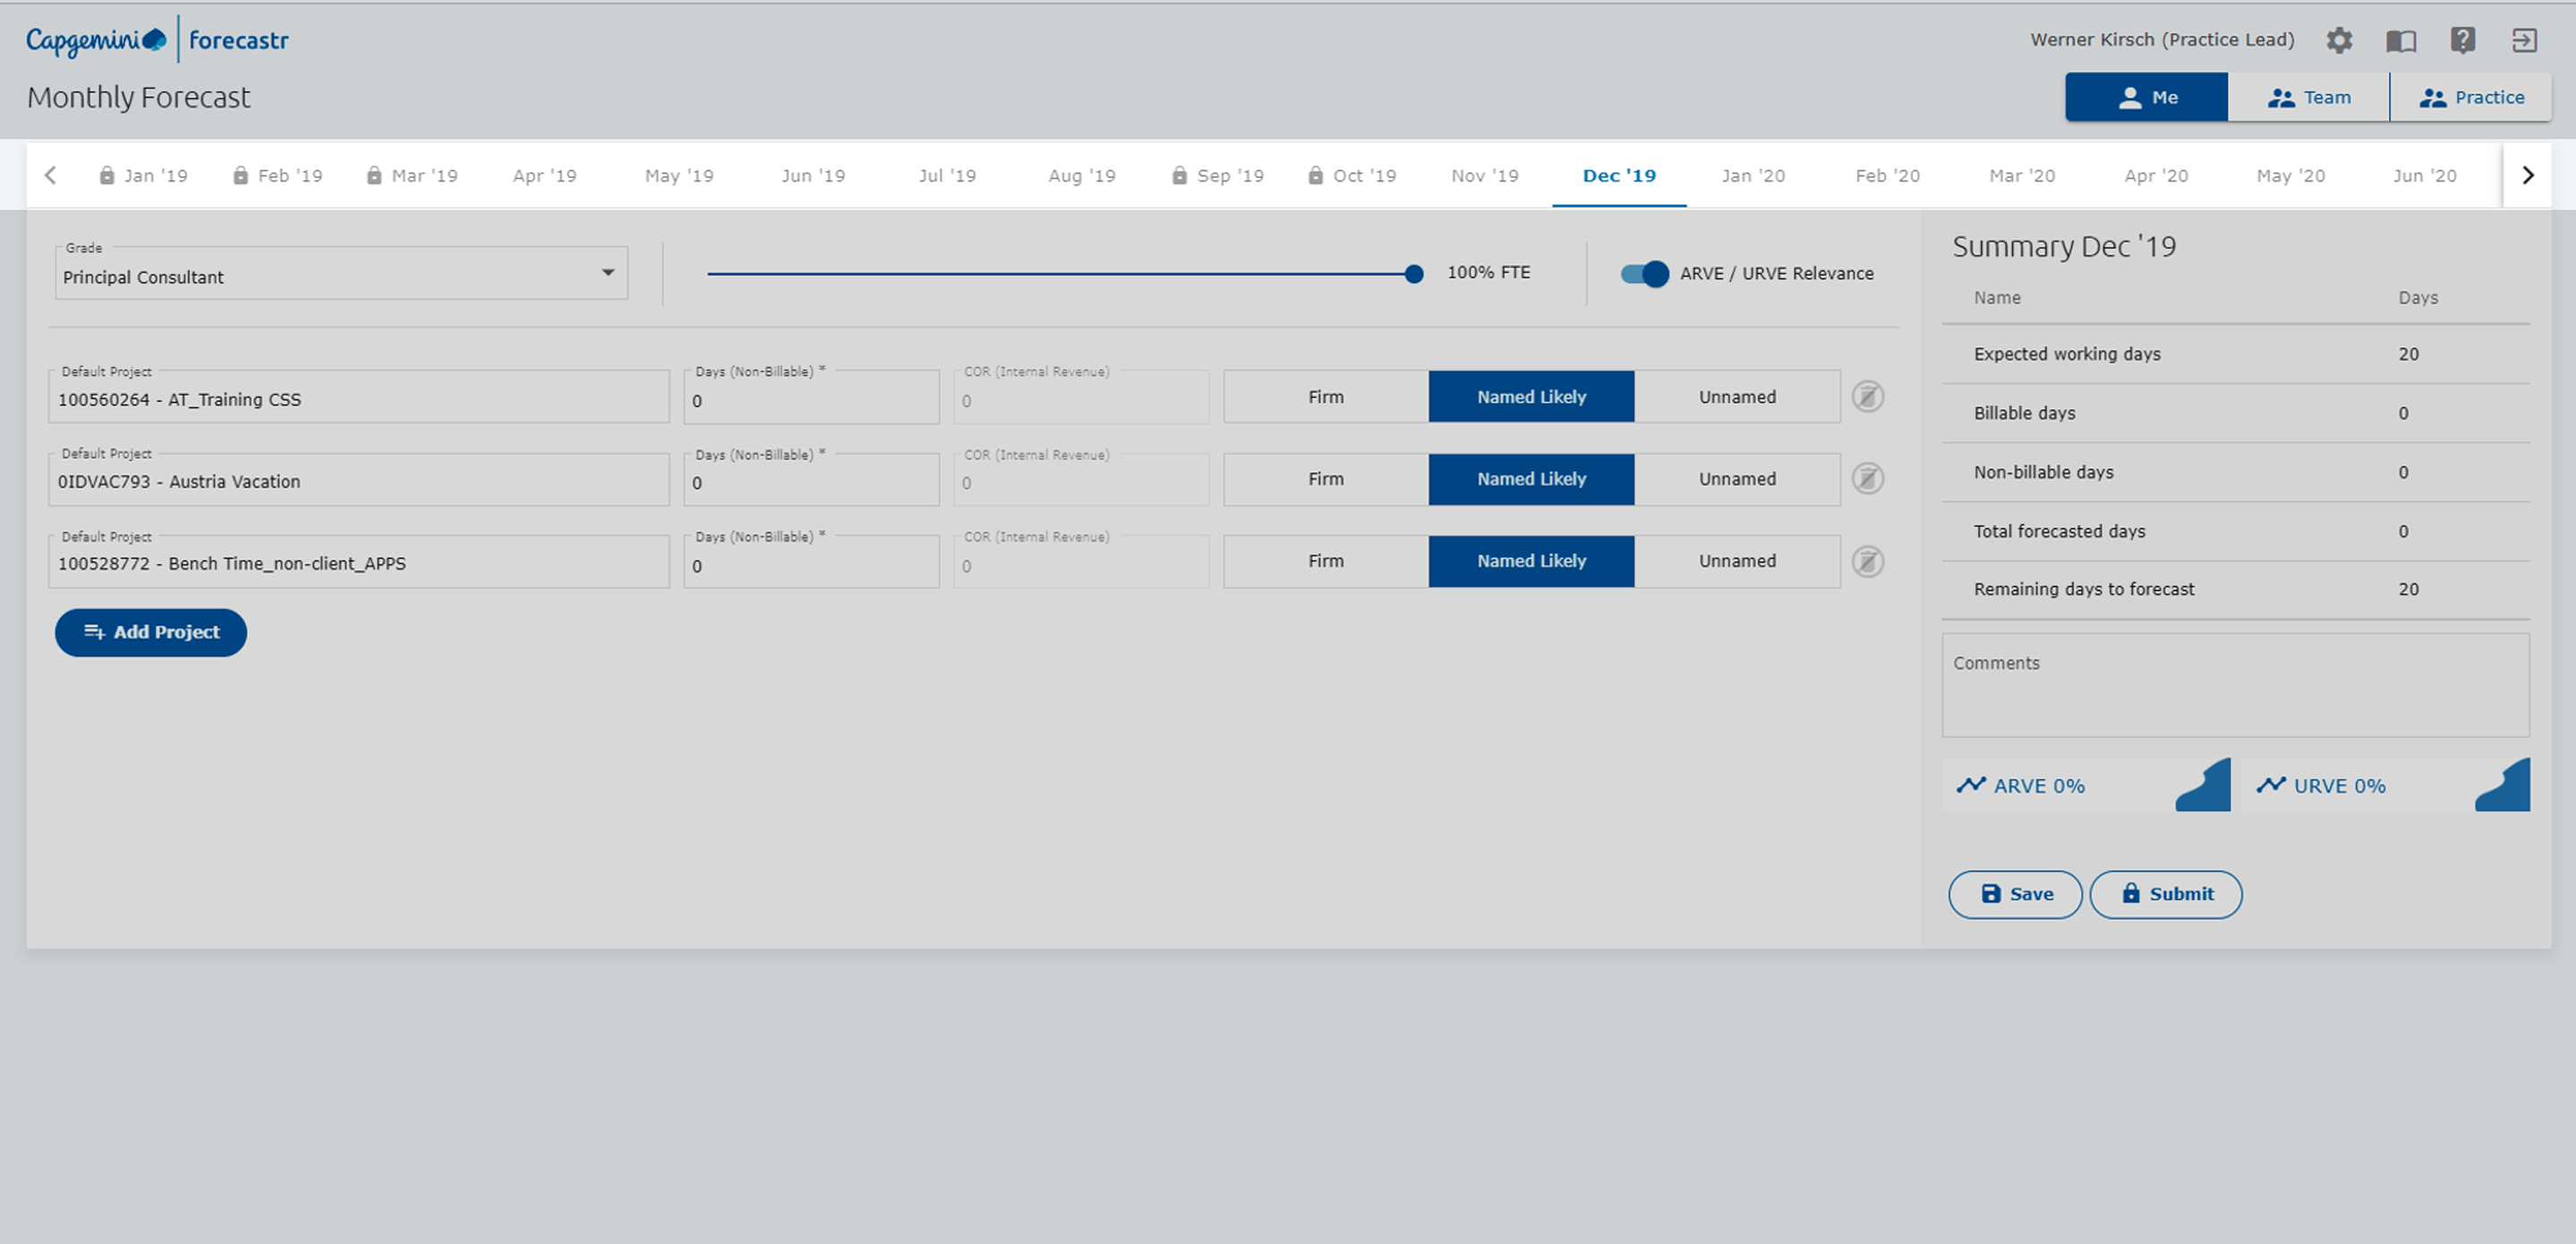 Capgemini forecastr
Werner Kirsch (Practice Lead)
Monthly Forecast
Me Team Practice
Jan '19 Feb '19 Mar '19 Apr '19 May '19 Jun '19 Jul '19 Aug '19 Sep '19 Oct '19 Nov '19 Dec '19 Jan '20 Feb '20 Mar '20 Apr '20 May '20 Jun '20
Grade
Principal Consultant
100% FTE
ARVE / URVE Relevance
Default Project Days (Non-Billable) * COR (Internal Revenue)
100560264 - AT_Training CSS 0 0 Firm Named Likely Unnamed
Default Project Days (Non-Billable) * COR (Internal Revenue)
0IDVAC793 - Austria Vacation 0 0 Firm Named Likely Unnamed
Default Project Days (Non-Billable) * COR (Internal Revenue)
100528772 - Bench Time_non-client_APPS 0 0 Firm Named Likely Unnamed
Add Project
Summary Dec '19
Name Days
Expected working days 20
Billable days 0
Non-billable days 0
Total forecasted days 0
Remaining days to forecast 20
Comments
ARVE 0% URVE 0%
Save Submit